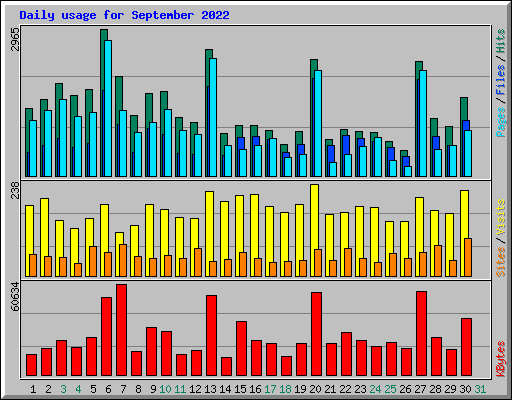 Daily usage for September 2022
2965
Pages / Files / Hits
238
Sites / Visits
60634
KBytes
1 2 3 4 5 6 7 8 9 10 11 12 13 14 15 16 17 18 19 20 21 22 23 24 25 26 27 28 29 30 31